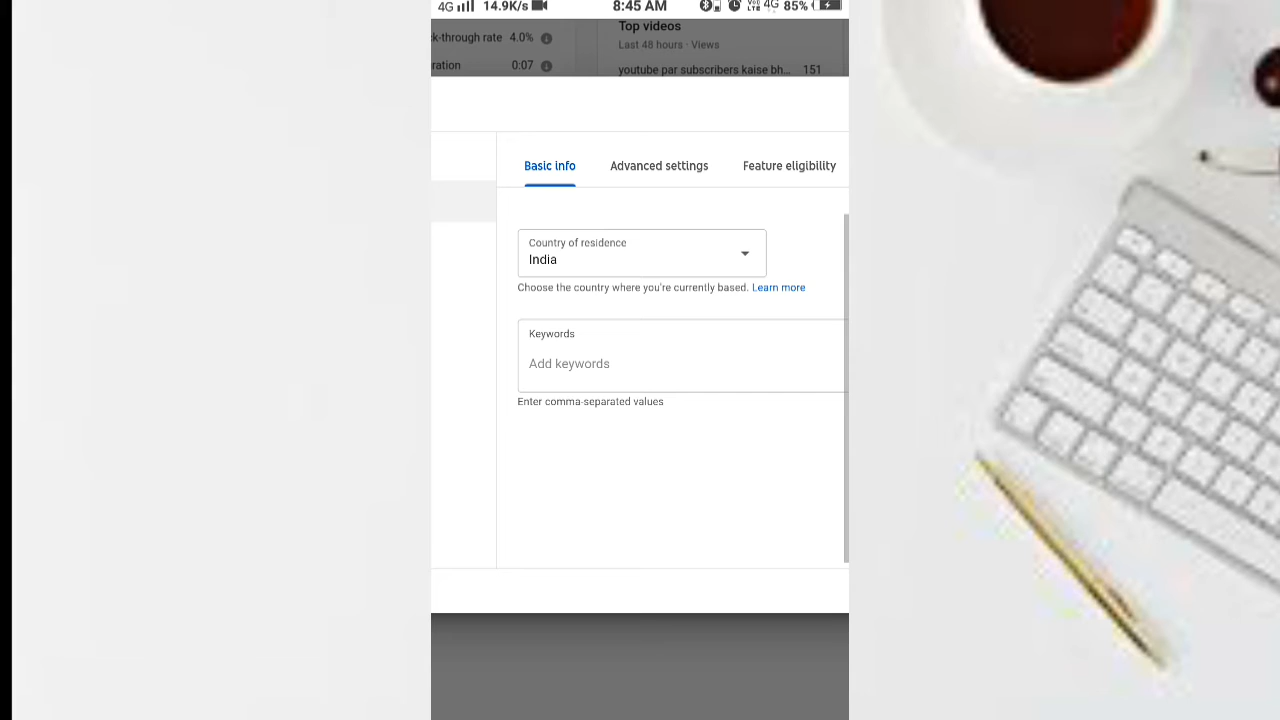 4G 14.9K/s 8:45 AM 4G 85%
Top videos
k-through rate 4.0%
Last 48 hours · Views
ration 0:07
youtube par subscribers kaise bh... 151
Basic info Advanced settings Feature eligibility
Country of residence
India
Choose the country where you're currently based. Learn more
Keywords
Add keywords
Enter comma-separated values